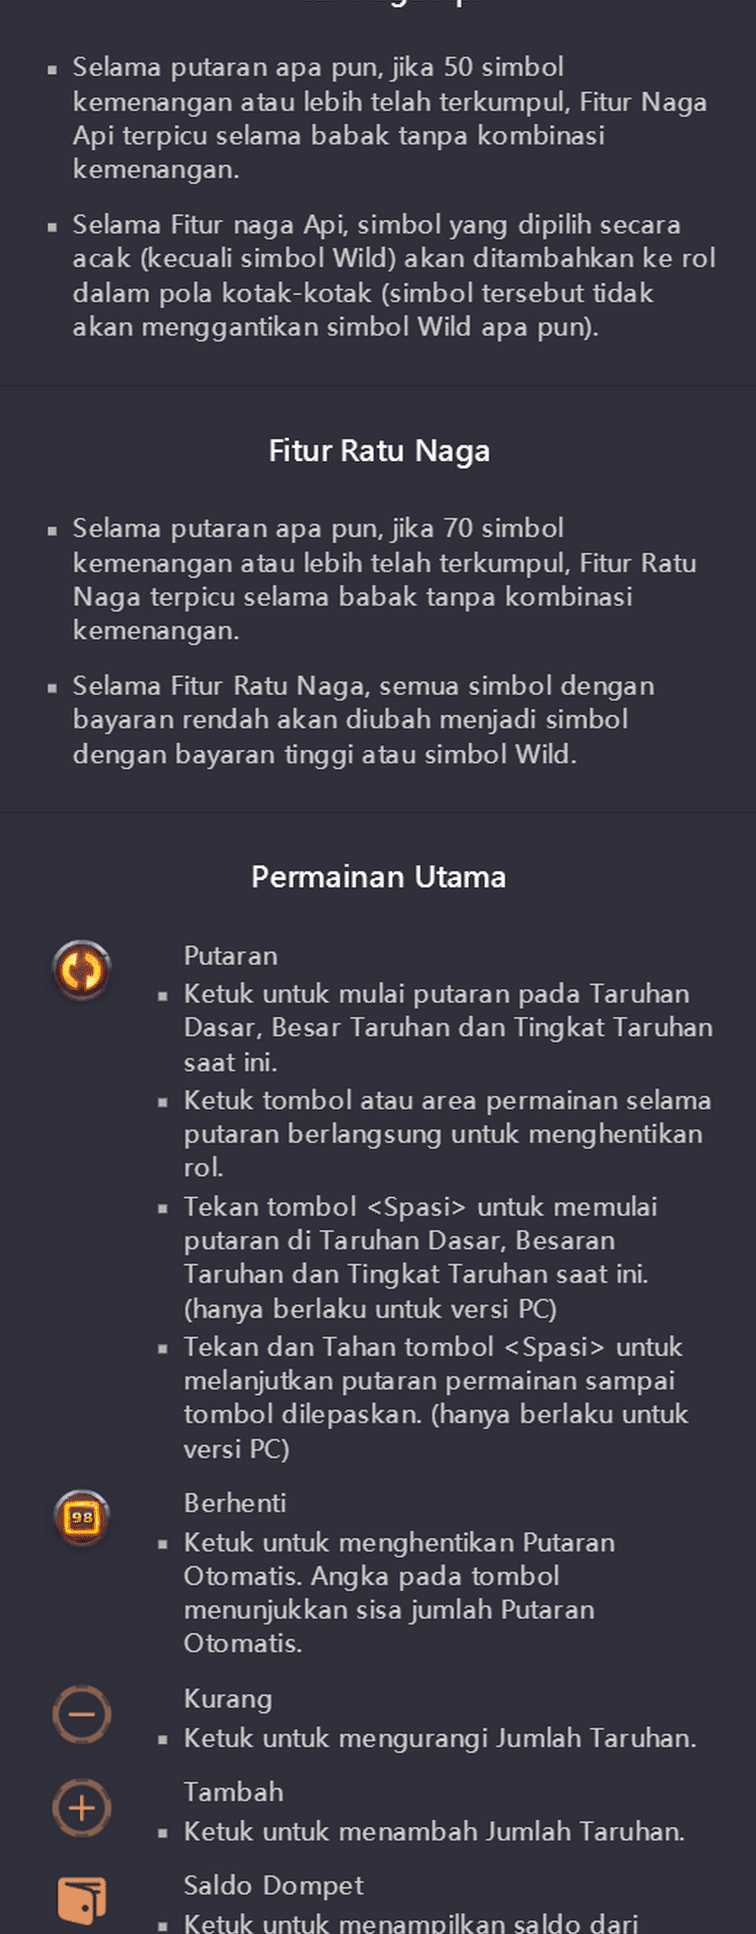 Selama putaran apa pun, jika 50 simbol
kemenangan atau lebih telah terkumpul, Fitur Naga
Api terpicu selama babak tanpa kombinasi
kemenangan.
Selama Fitur naga Api, simbol yang dipilih secara
acak (kecuali simbol Wild) akan ditambahkan ke rol
dalam pola kotak-kotak (simbol tersebut tidak
akan menggantikan simbol Wild apa pun).
Fitur Ratu Naga
Selama putaran apa pun, jika 70 simbol
kemenangan atau lebih telah terkumpul, Fitur Ratu
Naga terpicu selama babak tanpa kombinasi
kemenangan.
Selama Fitur Ratu Naga, semua simbol dengan
bayaran rendah akan diubah menjadi simbol
dengan bayaran tinggi atau simbol Wild.
Permainan Utama
Putaran
Ketuk untuk mulai putaran pada Taruhan
Dasar, Besar Taruhan dan Tingkat Taruhan
saat ini.
Ketuk tombol atau area permainan selama
putaran berlangsung untuk menghentikan
rol.
Tekan tombol <Spasi> untuk memulai
putaran di Taruhan Dasar, Besaran
Taruhan dan Tingkat Taruhan saat ini.
(hanya berlaku untuk versi PC)
Tekan dan Tahan tombol <Spasi> untuk
melanjutkan putaran permainan sampai
tombol dilepaskan. (hanya berlaku untuk
versi PC)
98
Berhenti
Ketuk untuk menghentikan Putaran
Otomatis. Angka pada tombol
menunjukkan sisa jumlah Putaran
Otomatis.
Kurang
Ketuk untuk mengurangi Jumlah Taruhan.
Tambah
Ketuk untuk menambah Jumlah Taruhan.
Saldo Dompet
Ketuk untuk menampilkan saldo dari